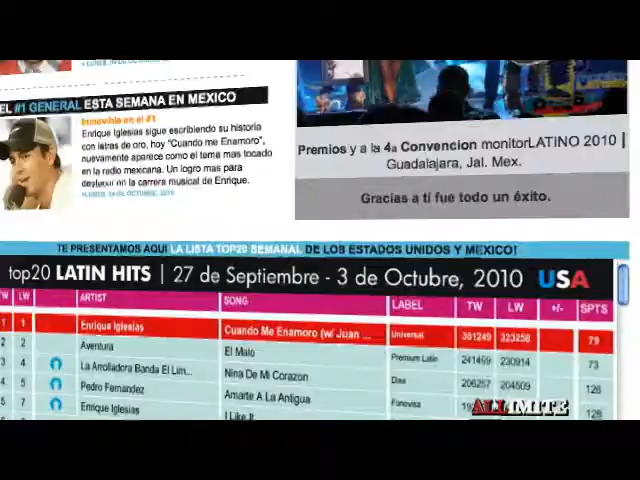 EL #1 GENERAL ESTA SEMANA EN MEXICO
Inmovible en el #1
Enrique Iglesias sigue escribiendo su historia
con letras de oro, hoy "Cuando me Enamoro",
nuevamente aparece como el tema mas tocado
en la radio mexicana. Un logro mas para
destacar en la carrera musical de Enrique.
Premios y a la 4a Convencion monitorLATINO 2010 |
Guadalajara, Jal. Mex.
Gracias a ti fue todo un éxito.
TE PRESENTAMOS AQUI LA LISTA TOP20 SEMANAL DE LOS ESTADOS UNIDOS Y MEXICO!
top20 LATIN HITS | 27 de Septiembre - 3 de Octubre, 2010 USA
TW LW ARTIST SONG LABEL TW LW +/- SPTS
1 1 Enrique Iglesias Cuando Me Enamoro (w/ Juan ... Universal 361249 323258 79
2 2 Aventura El Malo Premium Latin 241469 230914 73
3 4 La Arrolladora Banda El Lim... Nina De Mi Corazon Disa 206257 204509 126
4 5 Pedro Fernandez Amarte A La Antigua Fonovisa 128
5 7 Enrique Iglesias I Like It
ALLIMITE